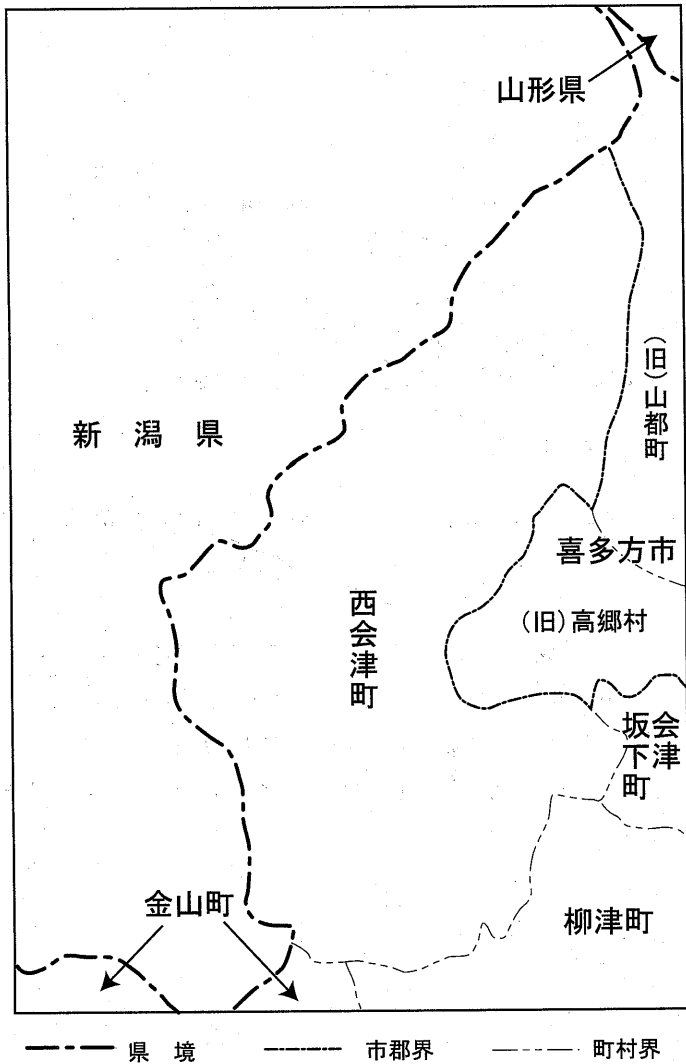 山形県
(旧)山都町
新潟県
喜多方市
(旧)高郷村
西会津町
会津
坂下町
金山町
柳津町
県境
市郡界
町村界